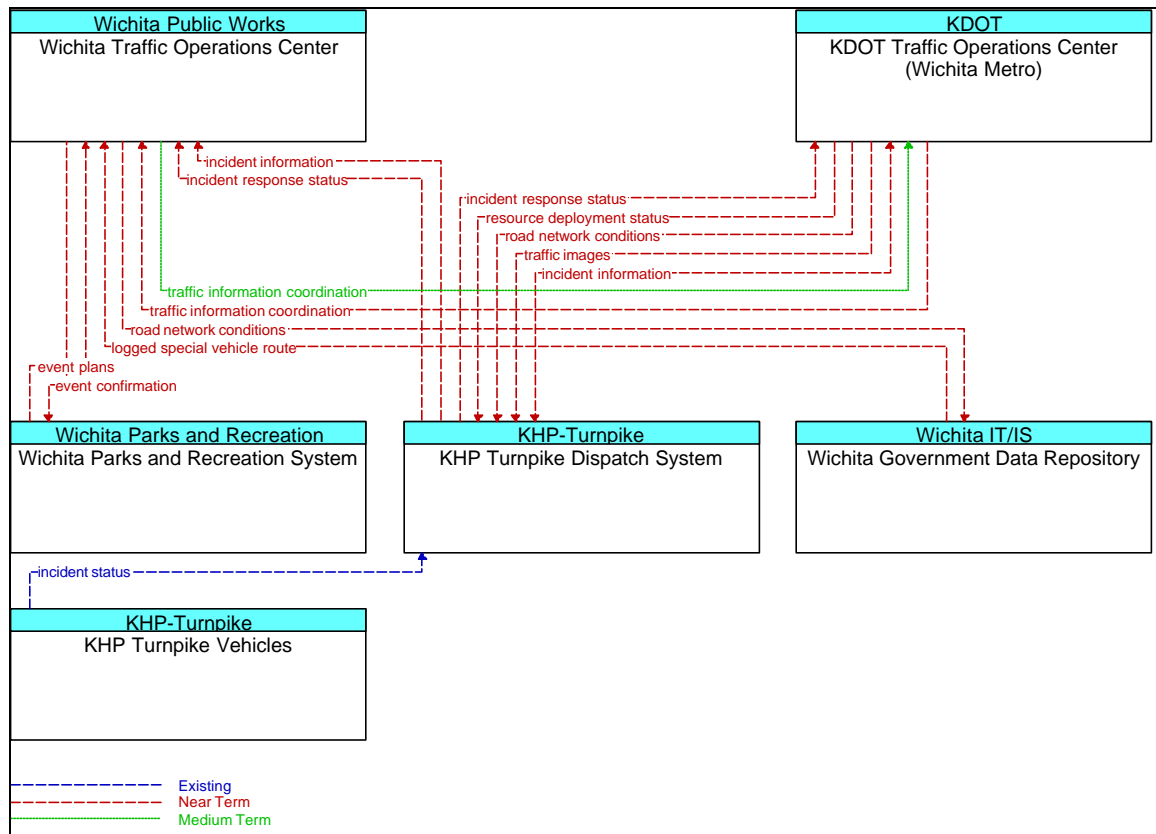 Wichita Public Works
Wichita Traffic Operations Center
KDOT
KDOT Traffic Operations Center
(Wichita Metro)
incident information
incident response status
incident response status
resource deployment status
road network conditions
traffic images
incident information
traffic information coordination
traffic information coordination
road network conditions
logged special vehicle route
event plans
event confirmation
Wichita Parks and Recreation
Wichita Parks and Recreation System
KHP-Turnpike
KHP Turnpike Dispatch System
Wichita IT/IS
Wichita Government Data Repository
incident status
KHP-Turnpike
KHP Turnpike Vehicles
Existing
Near Term
Medium Term